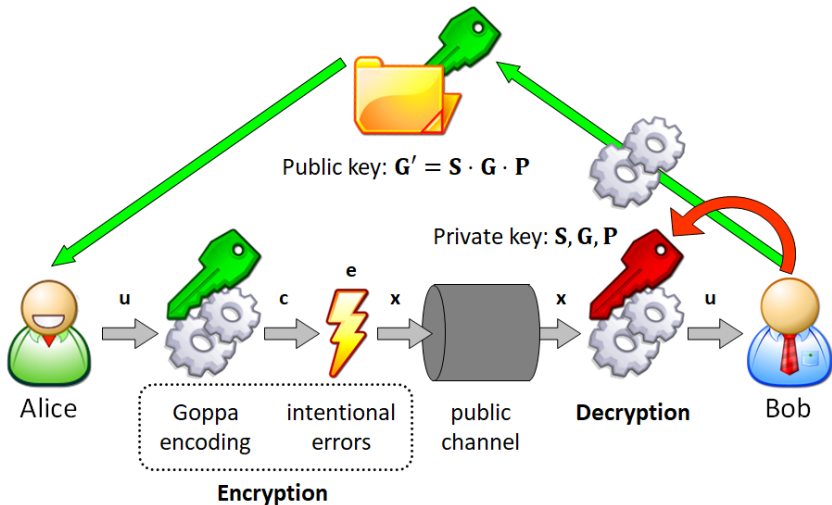 Public key: G′ = S · G · P
Private key: S, G, P
u
c
e
x
x
u
Alice
Goppa encoding
intentional errors
public channel
Decryption
Bob
Encryption